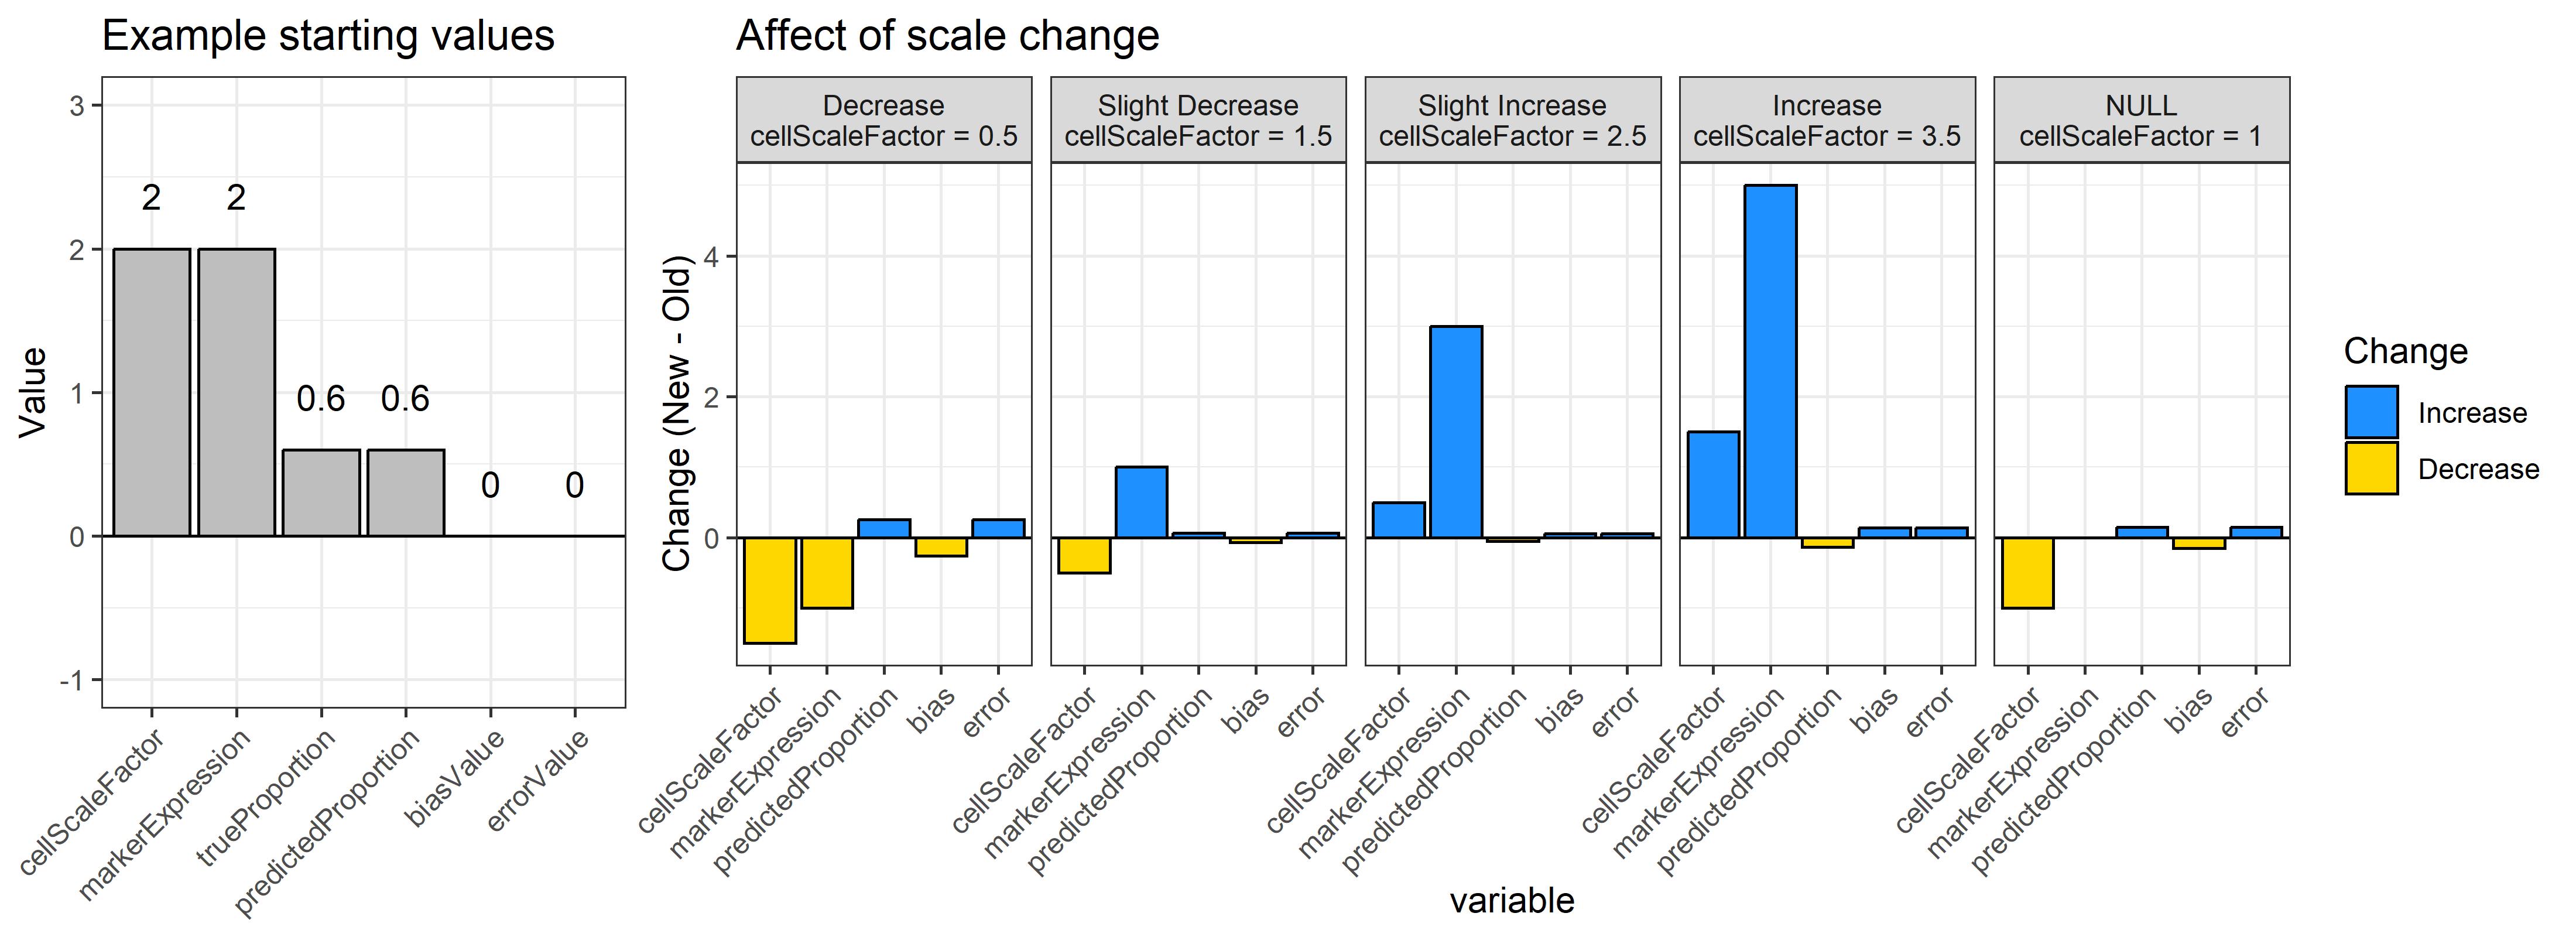 Example starting values
Value
3
2
1
0
-1
2
2
0.6
0.6
0
0
cellScaleFactor
markerExpression
trueProportion
predictedProportion
biasValue
errorValue
Affect of scale change
Change (New - Old)
4
2
0
Decrease
cellScaleFactor = 0.5
cellScaleFactor
markerExpression
predictedProportion
bias
error
Slight Decrease
cellScaleFactor = 1.5
cellScaleFactor
markerExpression
predictedProportion
bias
error
Slight Increase
cellScaleFactor = 2.5
cellScaleFactor
markerExpression
predictedProportion
bias
error
Increase
cellScaleFactor = 3.5
cellScaleFactor
markerExpression
predictedProportion
bias
error
NULL
cellScaleFactor = 1
cellScaleFactor
markerExpression
predictedProportion
bias
error
variable
Change
Increase
Decrease